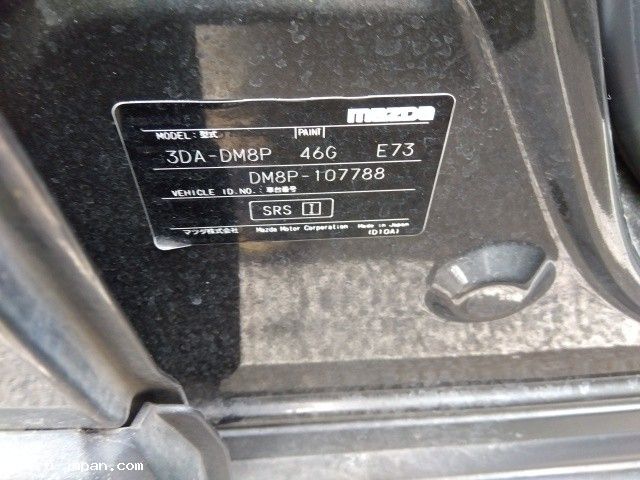 mazda
MODEL:型式 PAINT
3DA-DM8P 46G E73
DM8P-107788
VEHICLE ID.NO.:車台番号
SRS I
マツダ株式会社 Mazda Motor Corporation Made in Japan
(D10A)